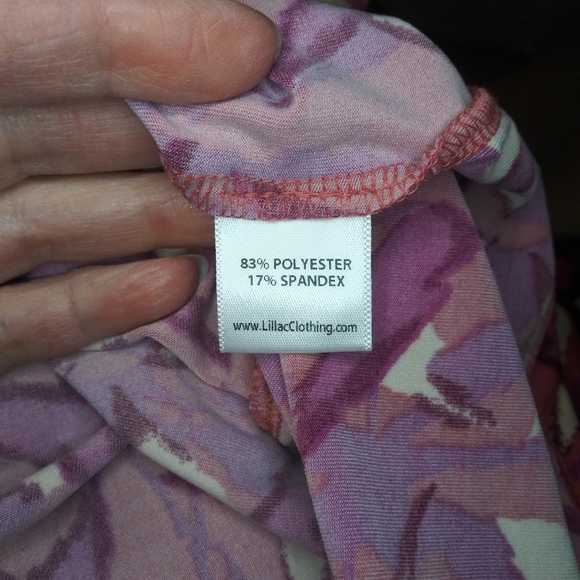 83% POLYESTER
17% SPANDEX
www.LillacClothing.com